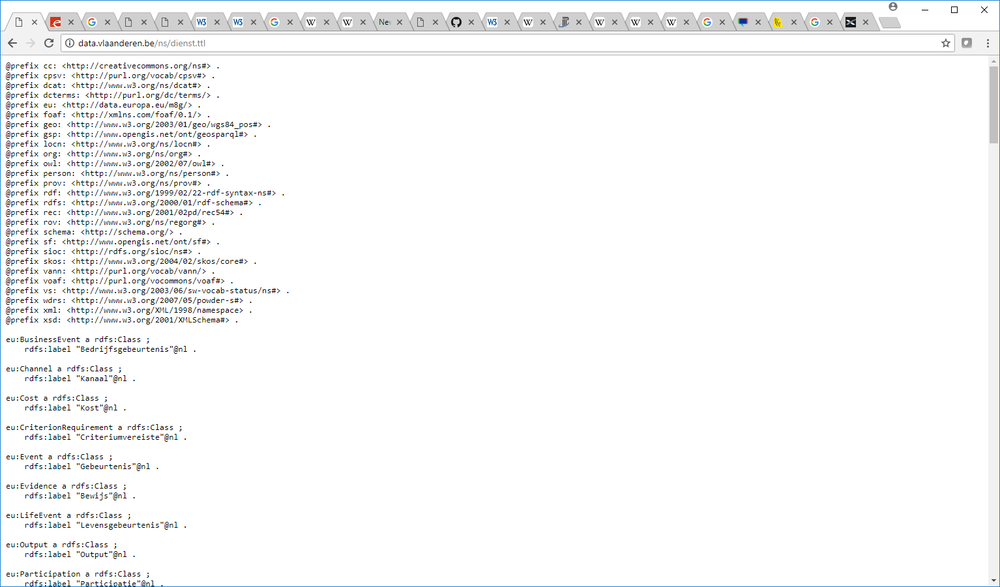 New
data.vlaanderen.be/ns/dienst.ttl
@prefix cc: <http://creativecommons.org/ns#> .
@prefix cpsv: <http://purl.org/vocab/cpsv#> .
@prefix dcat: <http://www.w3.org/ns/dcat#> .
@prefix dcterms: <http://purl.org/dc/terms/> .
@prefix eu: <http://data.europa.eu/m8g/> .
@prefix foaf: <http://xmlns.com/foaf/0.1/> .
@prefix geo: <http://www.w3.org/2003/01/geo/wgs84_pos#> .
@prefix gsp: <http://www.opengis.net/ont/geosparql#> .
@prefix locn: <http://www.w3.org/ns/locn#> .
@prefix org: <http://www.w3.org/ns/org#> .
@prefix owl: <http://www.w3.org/2002/07/owl#> .
@prefix person: <http://www.w3.org/ns/person#> .
@prefix prov: <http://www.w3.org/ns/prov#> .
@prefix rdf: <http://www.w3.org/1999/02/22-rdf-syntax-ns#> .
@prefix rdfs: <http://www.w3.org/2000/01/rdf-schema#> .
@prefix rec: <http://www.w3.org/2001/02pd/rec54#> .
@prefix rov: <http://www.w3.org/ns/regorg#> .
@prefix schema: <http://schema.org/> .
@prefix sf: <http://www.opengis.net/ont/sf#> .
@prefix sioc: <http://rdfs.org/sioc/ns#> .
@prefix skos: <http://www.w3.org/2004/02/skos/core#> .
@prefix vann: <http://purl.org/vocab/vann/> .
@prefix voaf: <http://purl.org/vocommons/voaf#> .
@prefix vs: <http://www.w3.org/2003/06/sw-vocab-status/ns#> .
@prefix wdrs: <http://www.w3.org/2007/05/powder-s#> .
@prefix xml: <http://www.w3.org/XML/1998/namespace> .
@prefix xsd: <http://www.w3.org/2001/XMLSchema#> .
eu:BusinessEvent a rdfs:Class ;
rdfs:label "Bedrijfsgebeurtenis"@nl .
eu:Channel a rdfs:Class ;
rdfs:label "Kanaal"@nl .
eu:Cost a rdfs:Class ;
rdfs:label "Kost"@nl .
eu:CriterionRequirement a rdfs:Class ;
rdfs:label "Criteriumvereiste"@nl .
eu:Event a rdfs:Class ;
rdfs:label "Gebeurtenis"@nl .
eu:Evidence a rdfs:Class ;
rdfs:label "Bewijs"@nl .
eu:LifeEvent a rdfs:Class ;
rdfs:label "Levensgebeurtenis"@nl .
eu:Output a rdfs:Class ;
rdfs:label "Output"@nl .
eu:Participation a rdfs:Class ;
rdfs:label "Participatie"@nl .